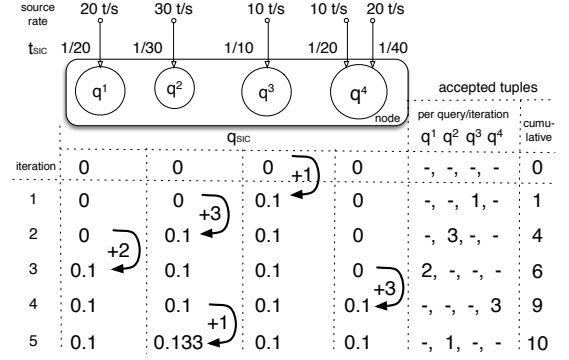 source rate 20 t/s 30 t/s 10 t/s 10 t/s 20 t/s
tSIC 1/20 1/30 1/10 1/20 1/40
q1 q2 q3 q4
node
accepted tuples
qSIC
per query/iteration
q1 q2 q3 q4
cumu-
lative
iteration 0 0 0 +1 0 -, -, -, - 0
1 0 0 +3 0.1 0 -, -, 1, - 1
2 0 +2 0.1 0.1 0 -, 3, -, - 4
3 0.1 0.1 0.1 0 +3 2, -, -, - 6
4 0.1 0.1 +1 0.1 0.1 -, -, -, 3 9
5 0.1 0.133 0.1 0.1 -, 1, -, - 10